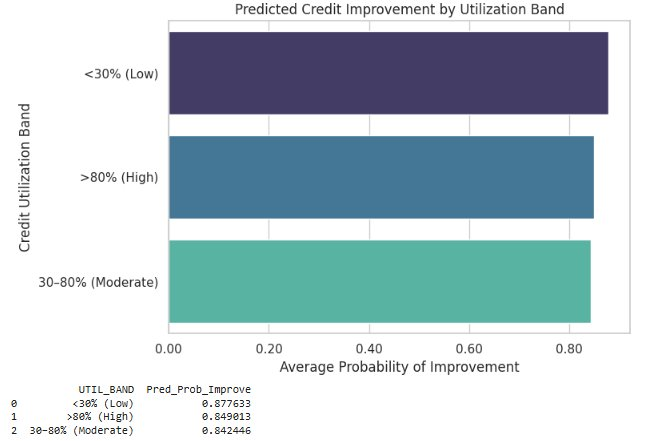 Predicted Credit Improvement by Utilization Band
Credit Utilization Band
<30% (Low)
>80% (High)
30–80% (Moderate)
0.00 0.20 0.40 0.60 0.80
Average Probability of Improvement
UTIL_BAND Pred_Prob_Improve
0 <30% (Low) 0.877633
1 >80% (High) 0.849013
2 30–80% (Moderate) 0.842446